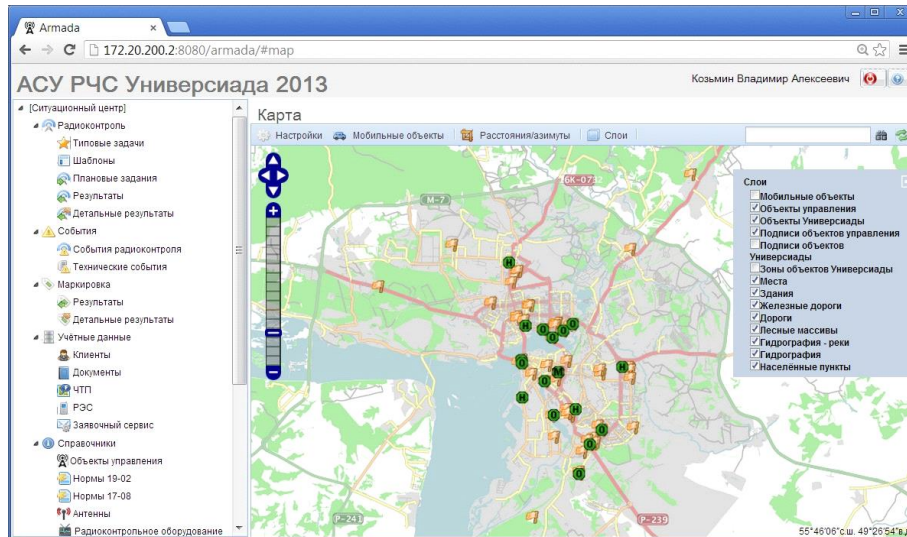 Armada
172.20.200.2:8080/armada/#map
АСУ РЧС Универсиада 2013
Козьмин Владимир Алексеевич
[Ситуационный центр]
Радиоконтроль
Типовые задачи
Шаблоны
Плановые задания
Результаты
Детальные результаты
События
События радиоконтроля
Технические события
Маркировка
Результаты
Детальные результаты
Учётные данные
Клиенты
Документы
ЧТП
РЭС
Заявочный сервис
Справочники
Объекты управления
Нормы 19-02
Нормы 17-08
Антенны
Радиоконтрольное оборудование
Карта
Настройки Мобильные объекты Расстояния/азимуты Слои
6К-0732
М-7
Р-241
Р-239
Слои
Мобильные объекты
Объекты управления
Объекты Универсиады
Подписи объектов управления
Подписи объектов
Универсиады
Зоны объектов Универсиады
Места
Здания
Железные дороги
Дороги
Лесные массивы
Гидрография - реки
Гидрография
Населённые пункты
55°46'06"с.ш. 49°26'54"в.д